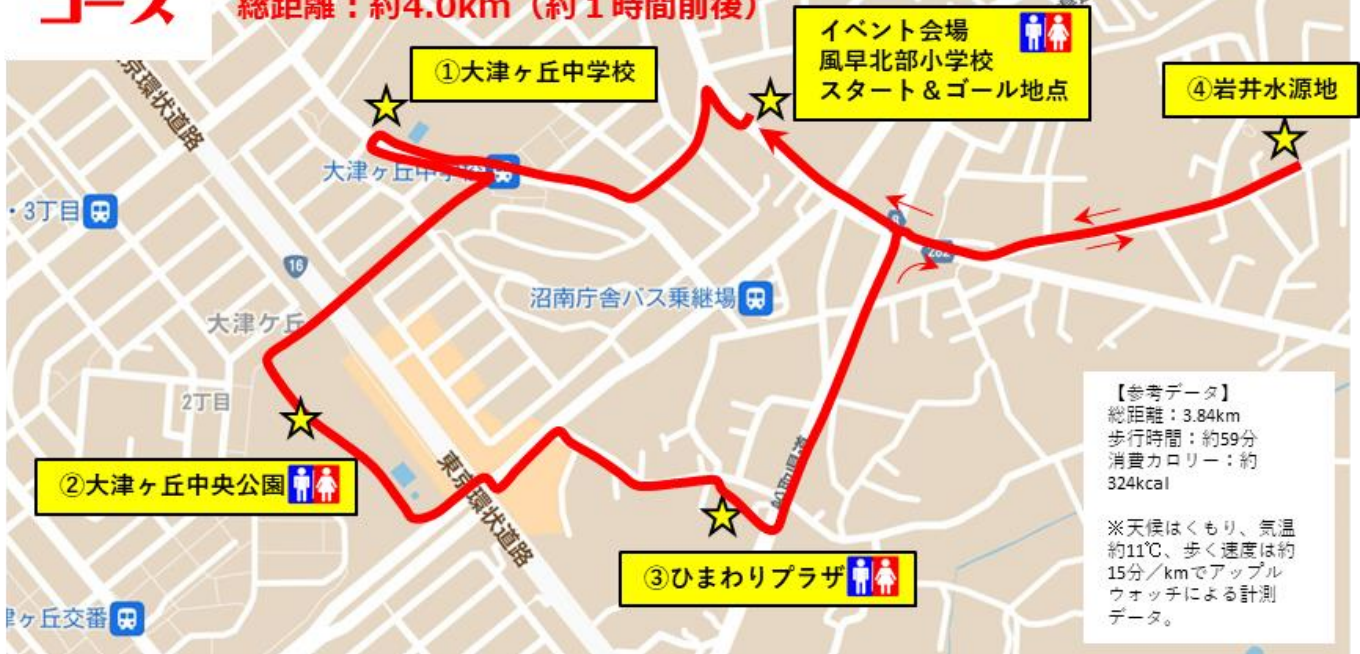 コース
総距離：約4.0km（約１時間前後）
イベント会場
風早北部小学校
スタート＆ゴール地点
①大津ヶ丘中学校
④岩井水源地
京環状道路
大津ヶ丘中学校
・3丁目
6
282
16
沼南庁舎バス乗継場
大津ケ丘
2丁目
【参考データ】
総距離：3.84km
歩行時間：約59分
消費カロリー：約
324kcal
※天候はくもり、気温
約11℃、歩く速度は約
15分／kmでアップル
ウォッチによる計測
データ。
②大津ヶ丘中央公園
東京環状道路
船取県道
③ひまわりプラザ
津ヶ丘交番